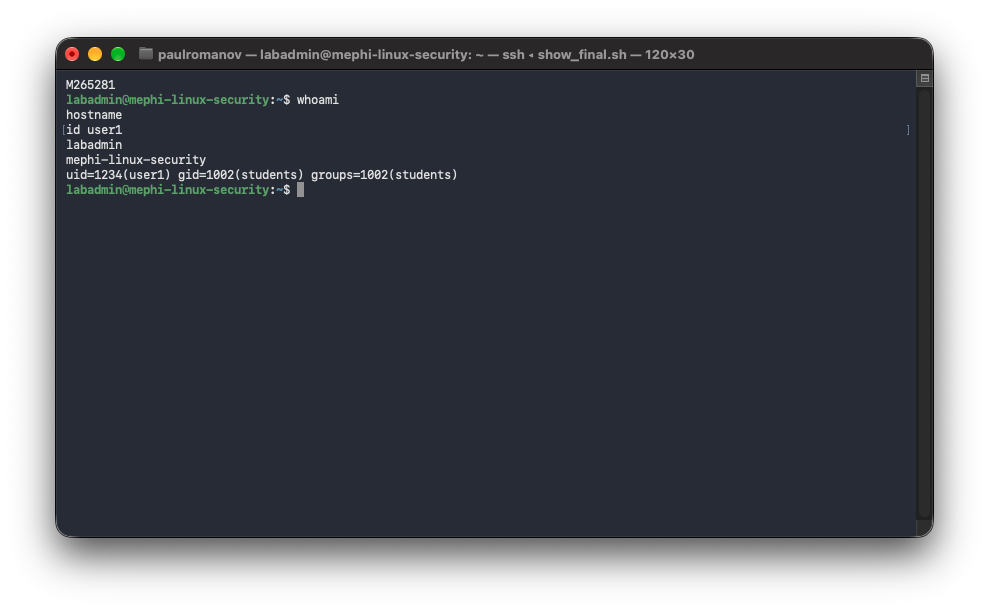 paulromanov — labadmin@mephi-linux-security: ~ — ssh ◂ show_final.sh — 120×30
M265281
labadmin@mephi-linux-security:~$ whoami
hostname
[id user1 ]
labadmin
mephi-linux-security
uid=1234(user1) gid=1002(students) groups=1002(students)
labadmin@mephi-linux-security:~$